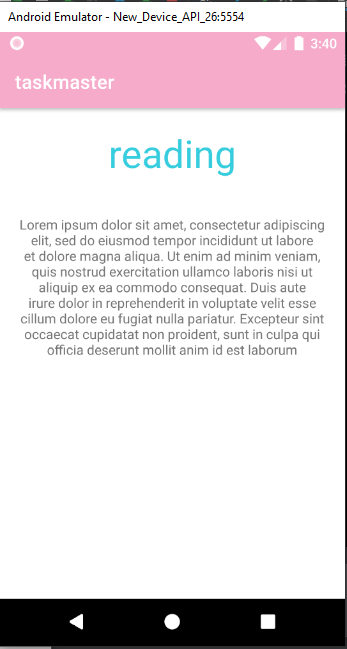 Android Emulator - New_Device_API_26:5554
3:40
taskmaster
reading
Lorem ipsum dolor sit amet, consectetur adipiscing
elit, sed do eiusmod tempor incididunt ut labore
et dolore magna aliqua. Ut enim ad minim veniam,
quis nostrud exercitation ullamco laboris nisi ut
aliquip ex ea commodo consequat. Duis aute
irure dolor in reprehenderit in voluptate velit esse
cillum dolore eu fugiat nulla pariatur. Excepteur sint
occaecat cupidatat non proident, sunt in culpa qui
officia deserunt mollit anim id est laborum